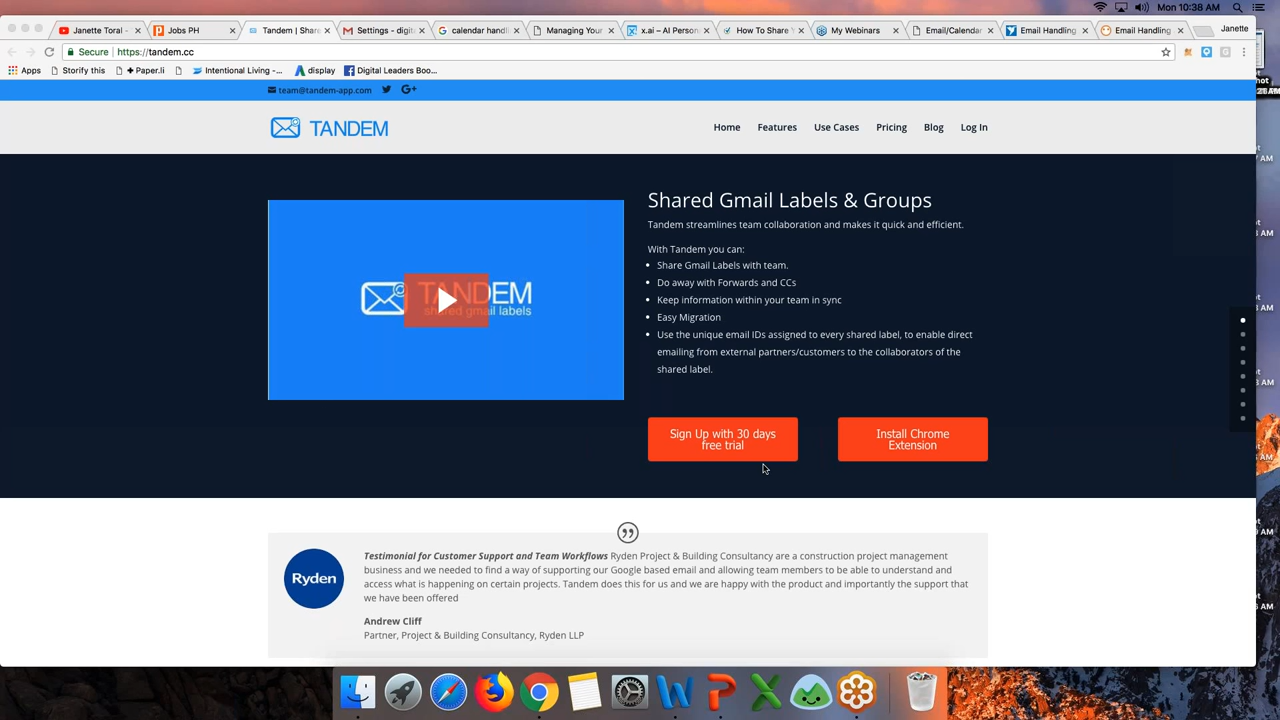 Mon 10:38 AM
Janette Toral -
Jobs PH
Tandem | Share
Settings - digit
calendar handl
Managing Your
x.ai – AI Person
How To Share Y
My Webinars
Email/Calendar
Email Handling
Email Handling
Janette
Secure
https://tandem.cc
Apps
Storify this
+ Paper.li
Intentional Living -...
display
Digital Leaders Boo...
team@tandem-app.com
G+
TANDEM
Home
Features
Use Cases
Pricing
Blog
Log In
TANDEM
shared gmail labels
Shared Gmail Labels & Groups
Tandem streamlines team collaboration and makes it quick and efficient.
With Tandem you can:
• Share Gmail Labels with team.
• Do away with Forwards and CCs
• Keep information within your team in sync
• Easy Migration
• Use the unique email IDs assigned to every shared label, to enable direct
emailing from external partners/customers to the collaborators of the
shared label.
Sign Up with 30 days
free trial
Install Chrome
Extension
Ryden
Testimonial for Customer Support and Team Workflows Ryden Project & Building Consultancy are a construction project management
business and we needed to find a way of supporting our Google based email and allowing team members to be able to understand and
access what is happening on certain projects. Tandem does this for us and we are happy with the product and importantly the support that
we have been offered
Andrew Cliff
Partner, Project & Building Consultancy, Ryden LLP